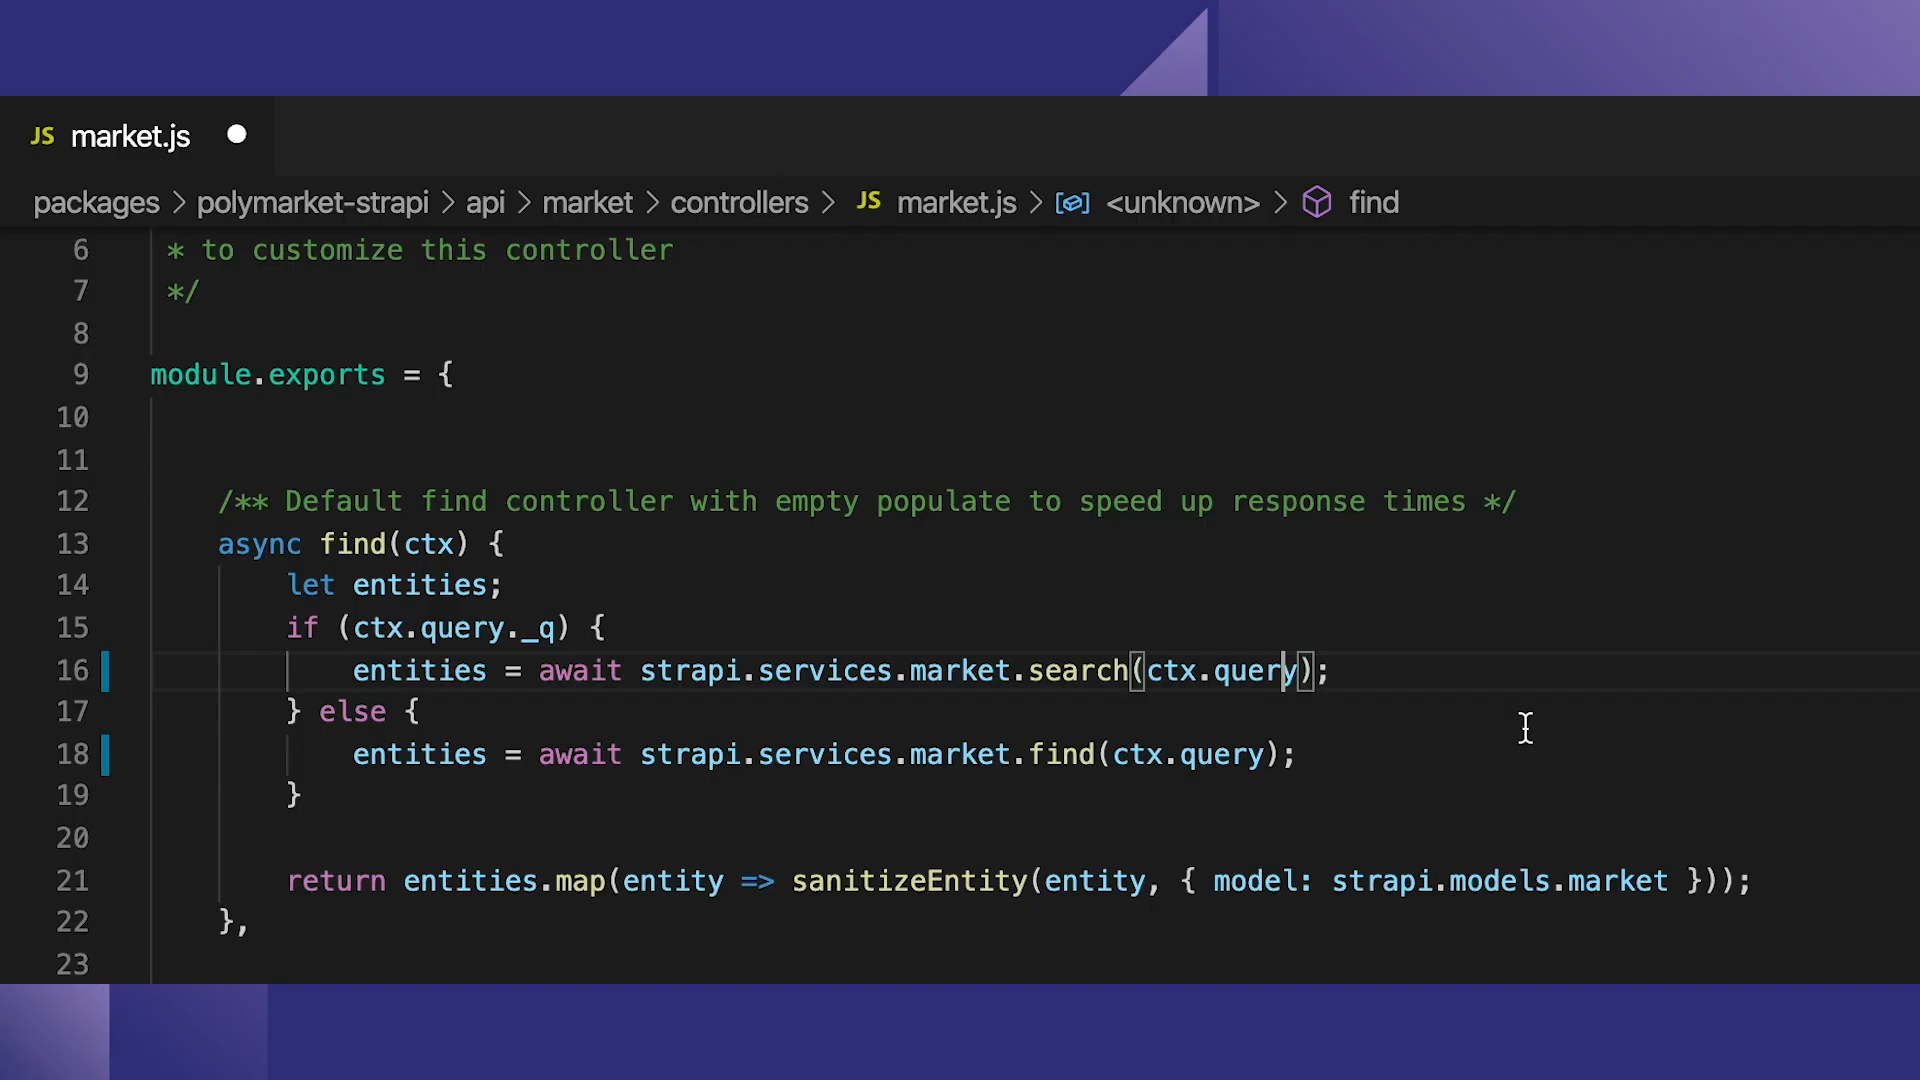 JS market.js
packages > polymarket-strapi > api > market > controllers > JS market.js > <unknown> > find
6 * to customize this controller
7 */
8
9 module.exports = {
10
11
12 /** Default find controller with empty populate to speed up response times */
13 async find(ctx) {
14 let entities;
15 if (ctx.query._q) {
16 entities = await strapi.services.market.search(ctx.query);
17 } else {
18 entities = await strapi.services.market.find(ctx.query);
19 }
20
21 return entities.map(entity => sanitizeEntity(entity, { model: strapi.models.market }));
22 },
23